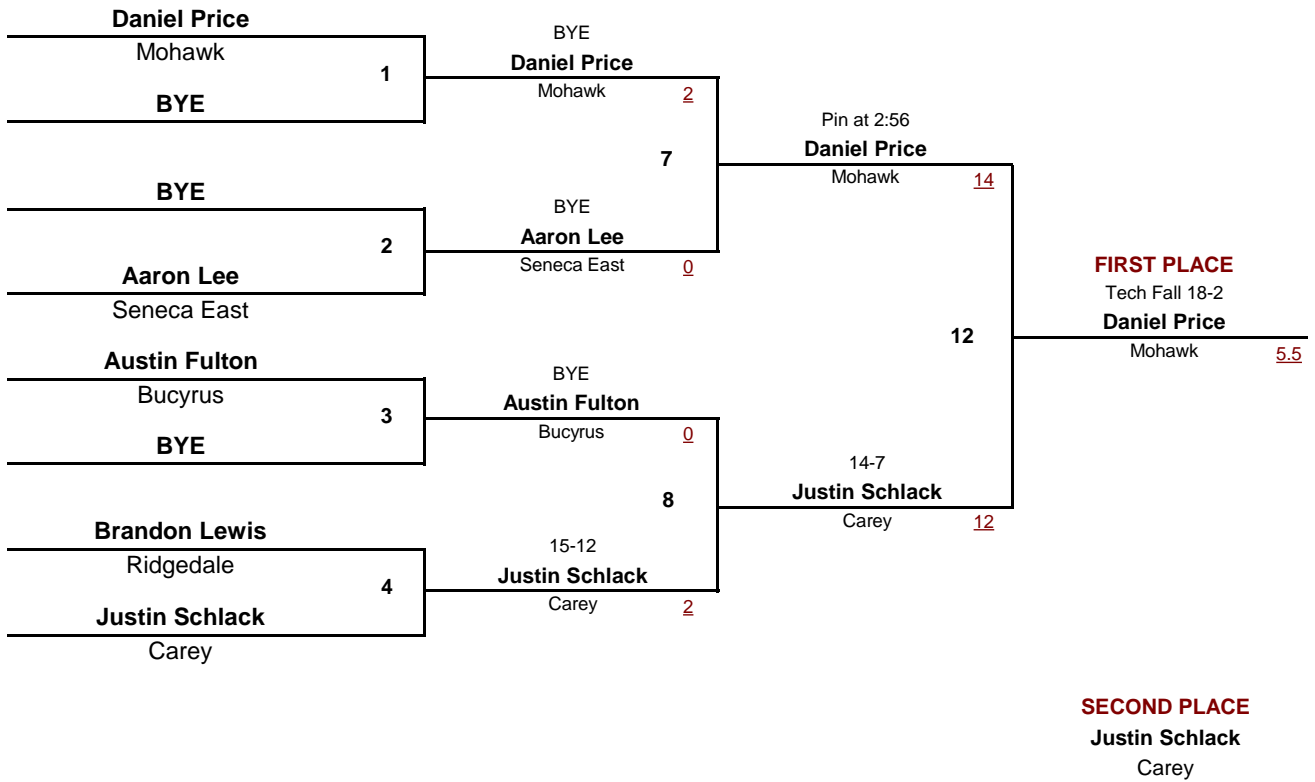 Daniel Price
Mohawk
1
BYE
BYE
2
Aaron Lee
Seneca East
Austin Fulton
Bucyrus
3
BYE
Brandon Lewis
Ridgedale
4
Justin Schlack
Carey
BYE
Daniel Price
Mohawk 2
7
BYE
Aaron Lee
Seneca East 0
BYE
Austin Fulton
Bucyrus 0
8
15-12
Justin Schlack
Carey 2
Pin at 2:56
Daniel Price
Mohawk 14
12
14-7
Justin Schlack
Carey 12
FIRST PLACE
Tech Fall 18-2
Daniel Price
Mohawk 5.5
SECOND PLACE
Justin Schlack
Carey